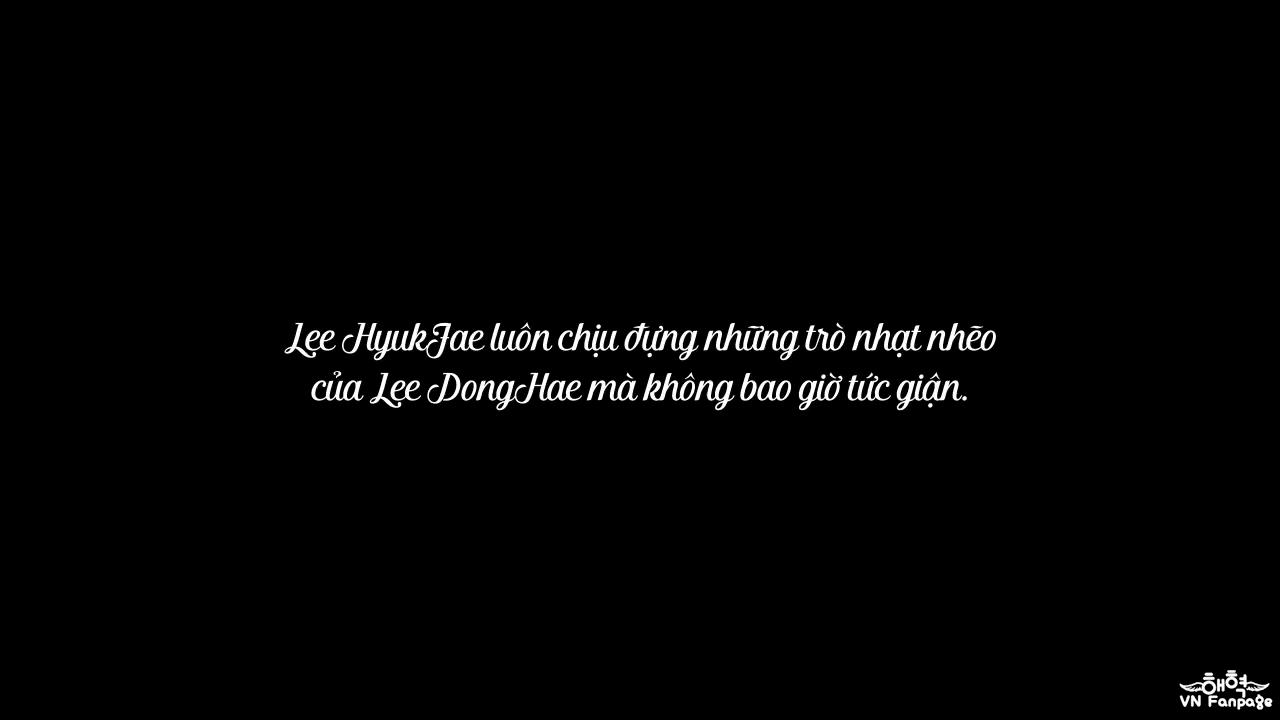 Lee HyukJae luôn chịu đựng những trò nhạt nhẽo
của Lee DongHae mà không bao giờ tức giận.
해혁
VN Fanpage